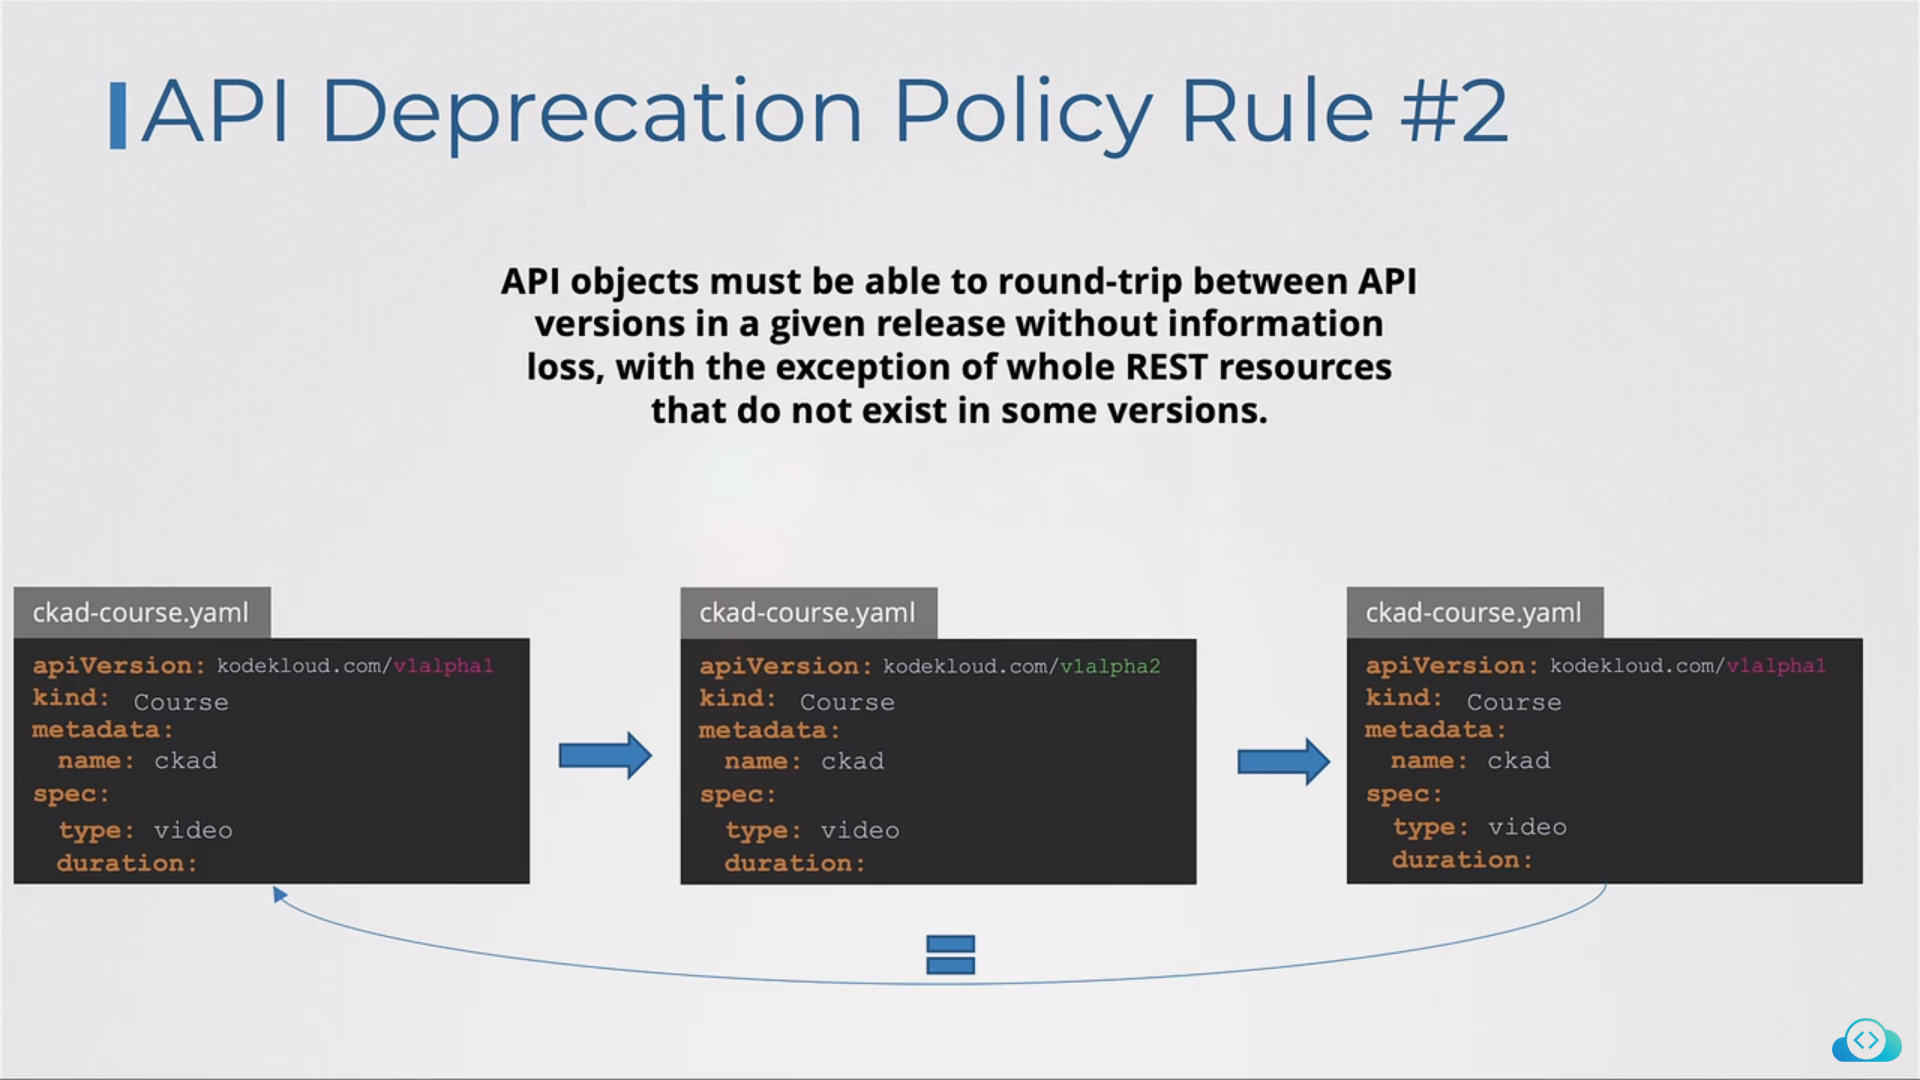 API Deprecation Policy Rule #2
API objects must be able to round-trip between API
versions in a given release without information
loss, with the exception of whole REST resources
that do not exist in some versions.
ckad-course.yaml
apiVersion: kodekloud.com/v1alpha1
kind: Course
metadata:
name: ckad
spec:
type: video
duration:
ckad-course.yaml
apiVersion: kodekloud.com/v1alpha2
kind: Course
metadata:
name: ckad
spec:
type: video
duration:
ckad-course.yaml
apiVersion: kodekloud.com/v1alpha1
kind: Course
metadata:
name: ckad
spec:
type: video
duration: